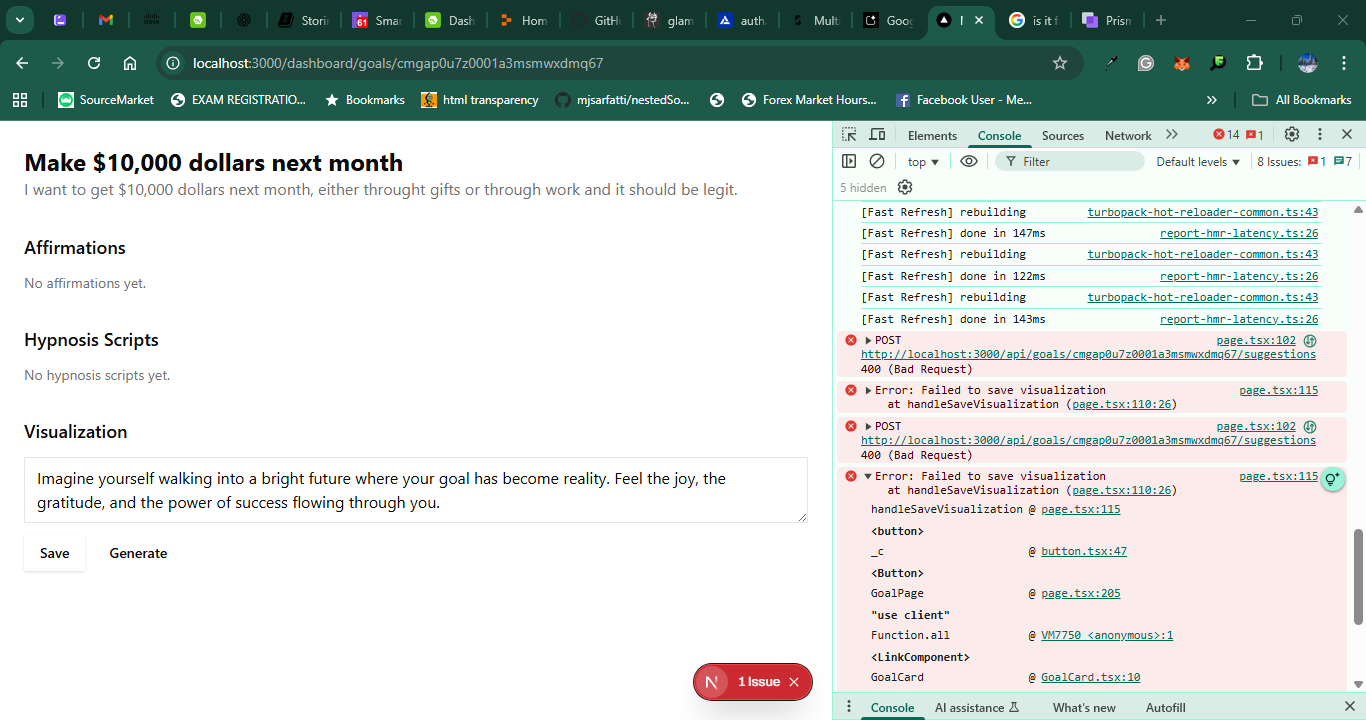 Storin
Smar
Dash
Hom
GitHu
glam
auth.
Mult
Goog
is it f
Prism
localhost:3000/dashboard/goals/cmgap0u7z0001a3msmwxdmq67
SourceMarket
EXAM REGISTRATIO...
Bookmarks
html transparency
mjsarfatti/nestedSo...
Forex Market Hours...
Facebook User - Me...
All Bookmarks
Make $10,000 dollars next month
I want to get $10,000 dollars next month, either throught gifts or through work and it should be legit.
Affirmations
No affirmations yet.
Hypnosis Scripts
No hypnosis scripts yet.
Visualization
Imagine yourself walking into a bright future where your goal has become reality. Feel the joy, the
gratitude, and the power of success flowing through you.
Save Generate
N 1 Issue
Elements Console Sources Network 14 1
top Filter Default levels 8 Issues: 1 7
5 hidden
[Fast Refresh] rebuilding turbopack-hot-reloader-common.ts:43
[Fast Refresh] done in 147ms report-hmr-latency.ts:26
[Fast Refresh] rebuilding turbopack-hot-reloader-common.ts:43
[Fast Refresh] done in 122ms report-hmr-latency.ts:26
[Fast Refresh] rebuilding turbopack-hot-reloader-common.ts:43
[Fast Refresh] done in 143ms report-hmr-latency.ts:26
POST page.tsx:102
http://localhost:3000/api/goals/cmgap0u7z0001a3msmwxdmq67/suggestions
400 (Bad Request)
Error: Failed to save visualization page.tsx:115
at handleSaveVisualization (page.tsx:110:26)
POST page.tsx:102
http://localhost:3000/api/goals/cmgap0u7z0001a3msmwxdmq67/suggestions
400 (Bad Request)
Error: Failed to save visualization page.tsx:115
at handleSaveVisualization (page.tsx:110:26)
handleSaveVisualization @ page.tsx:115
<button>
_c @ button.tsx:47
<Button>
GoalPage @ page.tsx:205
"use client"
Function.all @ VM7750 <anonymous>:1
<LinkComponent>
GoalCard @ GoalCard.tsx:10
Console AI assistance What's new Autofill